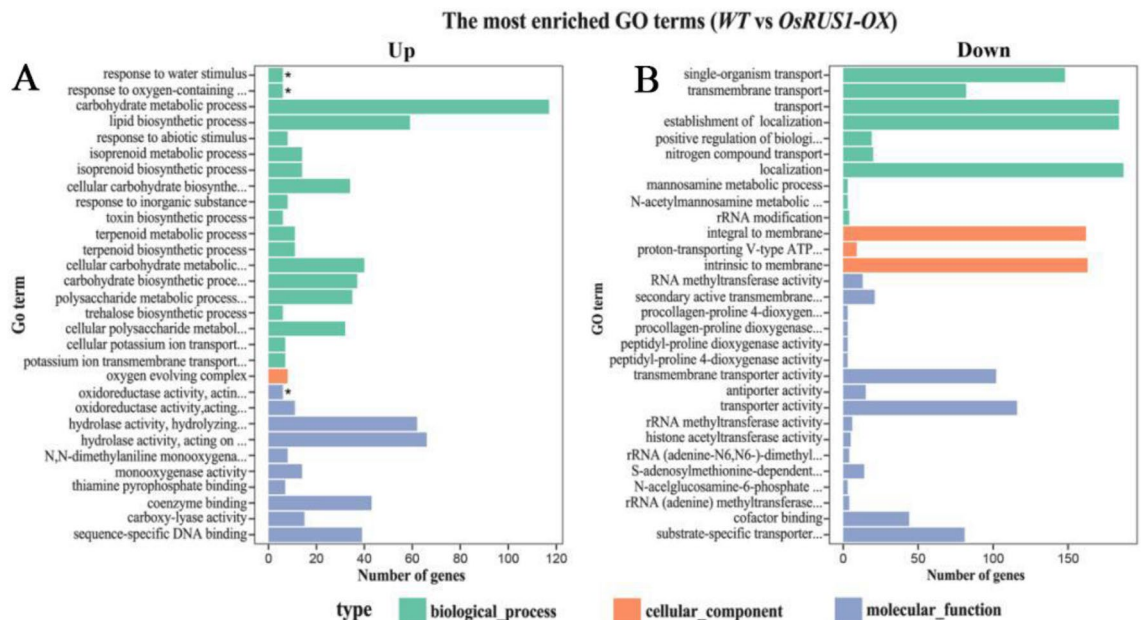 The most enriched GO terms (WT vs OsRUS1-OX)
Up
A
Go term
response to water stimulus *
response to oxygen-containing ... *
carbohydrate metabolic process
lipid biosynthetic process
response to abiotic stimulus
isoprenoid metabolic process
isoprenoid biosynthetic process
cellular carbohydrate biosynthe...
response to inorganic substance
toxin biosynthetic process
terpenoid metabolic process
terpenoid biosynthetic process
cellular carbohydrate metabolic...
carbohydrate biosynthetic proce...
polysaccharide metabolic process...
trehalose biosynthetic process
cellular polysaccharide metabol...
cellular potassium ion transport...
potassium ion transmembrane transport...
oxygen evolving complex
oxidoreductase activity, actin... *
oxidoreductase activity,acting...
hydrolase activity, hydrolyzing...
hydrolase activity, acting on ...
N,N-dimethylaniline monooxygena...
monooxygenase activity
thiamine pyrophosphate binding
coenzyme binding
carboxy-lyase activity
sequence-specific DNA binding
0 20 40 60 80 100 120
Number of genes
Down
B
GO term
single-organism transport
transmembrane transport
transport
establishment of localization
positive regulation of biologi...
nitrogen compound transport
localization
mannosamine metabolic process
N-acetylmannosamine metabolic ...
rRNA modification
integral to membrane
proton-transporting V-type ATP...
intrinsic to membrane
RNA methyltransferase activity
secondary active transmembrane...
procollagen-proline 4-dioxygen...
procollagen-proline dioxygenase...
peptidyl-proline dioxygenase activity
peptidyl-proline 4-dioxygenase activity
transmembrane transporter activity
antiporter activity
transporter activity
rRNA methyltransferase activity
histone acetyltransferase activity
rRNA (adenine-N6,N6-)-dimethyl...
S-adenosylmethionine-dependent...
N-acelglucosamine-6-phosphate ...
rRNA (adenine) methyltransferase...
cofactor binding
substrate-specific transporter...
0 50 100 150
Number of genes
type biological_process cellular_component molecular_function